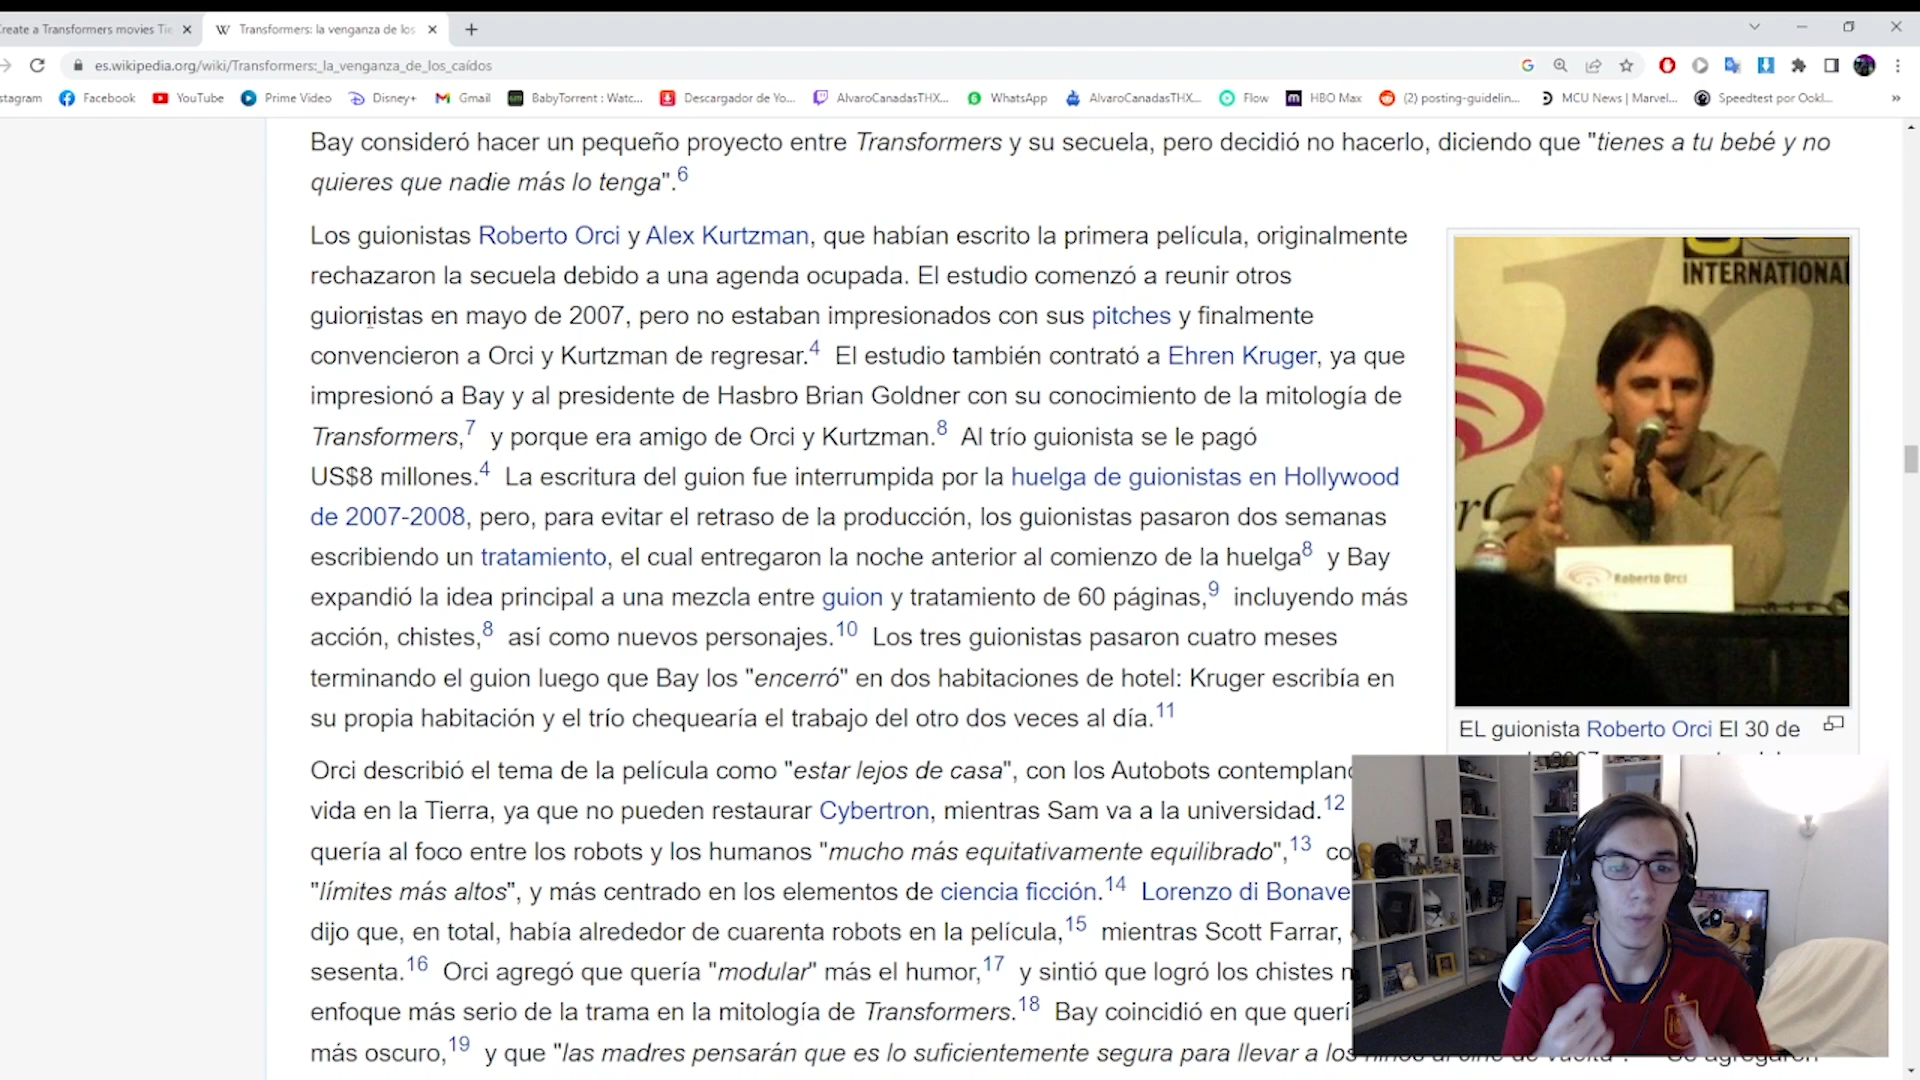 reate a Transformers movies Tie
Transformers: la venganza de los
es.wikipedia.org/wiki/Transformers:_la_venganza_de_los_caídos
stagram Facebook YouTube Prime Video Disney+ Gmail BabyTorrent : Watc... Descargador de Yo... AlvaroCanadasTHX... WhatsApp AlvaroCanadasTHX... Flow HBO Max (2) posting-guidelin... MCU News | Marvel... Speedtest por Ookl... »
Bay consideró hacer un pequeño proyecto entre Transformers y su secuela, pero decidió no hacerlo, diciendo que "tienes a tu bebé y no
quieres que nadie más lo tenga".6
Los guionistas Roberto Orci y Alex Kurtzman, que habían escrito la primera película, originalmente
rechazaron la secuela debido a una agenda ocupada. El estudio comenzó a reunir otros
guionistas en mayo de 2007, pero no estaban impresionados con sus pitches y finalmente
convencieron a Orci y Kurtzman de regresar.4 El estudio también contrató a Ehren Kruger, ya que
impresionó a Bay y al presidente de Hasbro Brian Goldner con su conocimiento de la mitología de
Transformers,7 y porque era amigo de Orci y Kurtzman.8 Al trío guionista se le pagó
US$8 millones.4 La escritura del guion fue interrumpida por la huelga de guionistas en Hollywood
de 2007-2008, pero, para evitar el retraso de la producción, los guionistas pasaron dos semanas
escribiendo un tratamiento, el cual entregaron la noche anterior al comienzo de la huelga8 y Bay
expandió la idea principal a una mezcla entre guion y tratamiento de 60 páginas,9 incluyendo más
acción, chistes,8 así como nuevos personajes.10 Los tres guionistas pasaron cuatro meses
terminando el guion luego que Bay los "encerró" en dos habitaciones de hotel: Kruger escribía en
su propia habitación y el trío chequearía el trabajo del otro dos veces al día.11
INTERNATIONAL
Roberto Orci
EL guionista Roberto Orci El 30 de
Orci describió el tema de la película como "estar lejos de casa", con los Autobots contempland
vida en la Tierra, ya que no pueden restaurar Cybertron, mientras Sam va a la universidad.12
quería al foco entre los robots y los humanos "mucho más equitativamente equilibrado",13 co
"límites más altos", y más centrado en los elementos de ciencia ficción.14 Lorenzo di Bonave
dijo que, en total, había alrededor de cuarenta robots en la película,15 mientras Scott Farrar,
sesenta.16 Orci agregó que quería "modular" más el humor,17 y sintió que logró los chistes
enfoque más serio de la trama en la mitología de Transformers.18 Bay coincidió en que querí
más oscuro,19 y que "las madres pensarán que es lo suficientemente segura para llevar a los